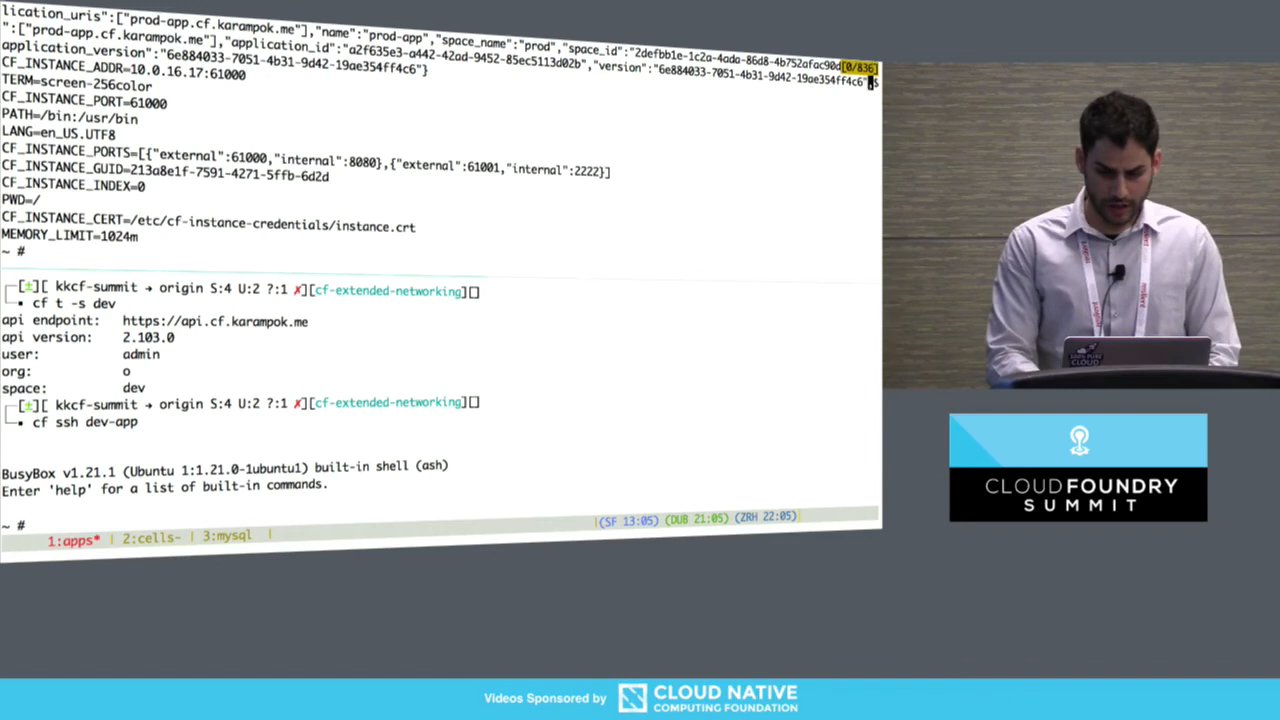 lication_uris":["prod-app.cf.karampok.me"],"name":"prod-app","space_name":"prod","space_id":"2defbb1e-1c2a-4ada-86d8-4b752afac90d[0/836]
":["prod-app.cf.karampok.me"],"application_id":"a2f635e3-a442-42ad-9452-85ec5113d02b","version":"6e884033-7051-4b31-9d42-19ae354ff4c6",$
application_version":"6e884033-7051-4b31-9d42-19ae354ff4c6"}
CF_INSTANCE_ADDR=10.0.16.17:61000
TERM=screen-256color
CF_INSTANCE_PORT=61000
PATH=/bin:/usr/bin
LANG=en_US.UTF8
CF_INSTANCE_PORTS=[{"external":61000,"internal":8080},{"external":61001,"internal":2222}]
CF_INSTANCE_GUID=213a8e1f-7591-4271-5ffb-6d2d
CF_INSTANCE_INDEX=0
PWD=/
CF_INSTANCE_CERT=/etc/cf-instance-credentials/instance.crt
MEMORY_LIMIT=1024m
~ #
[±][ kkcf-summit → origin S:4 U:2 ?:1 ✗][cf-extended-networking][]
cf t -s dev
api endpoint: https://api.cf.karampok.me
api version: 2.103.0
user: admin
org: o
space: dev
[±][ kkcf-summit → origin S:4 U:2 ?:1 ✗][cf-extended-networking][]
cf ssh dev-app
BusyBox v1.21.1 (Ubuntu 1:1.21.0-1ubuntu1) built-in shell (ash)
Enter 'help' for a list of built-in commands.
~ #
1:apps* | 2:cells- | 3:mysql | |(SF 13:05) (DUB 21:05) (ZRH 22:05)|
100% PURE
CLOUD
CLOUDFOUNDRY
SUMMIT
Videos Sponsored by
CLOUD NATIVE
COMPUTING FOUNDATION